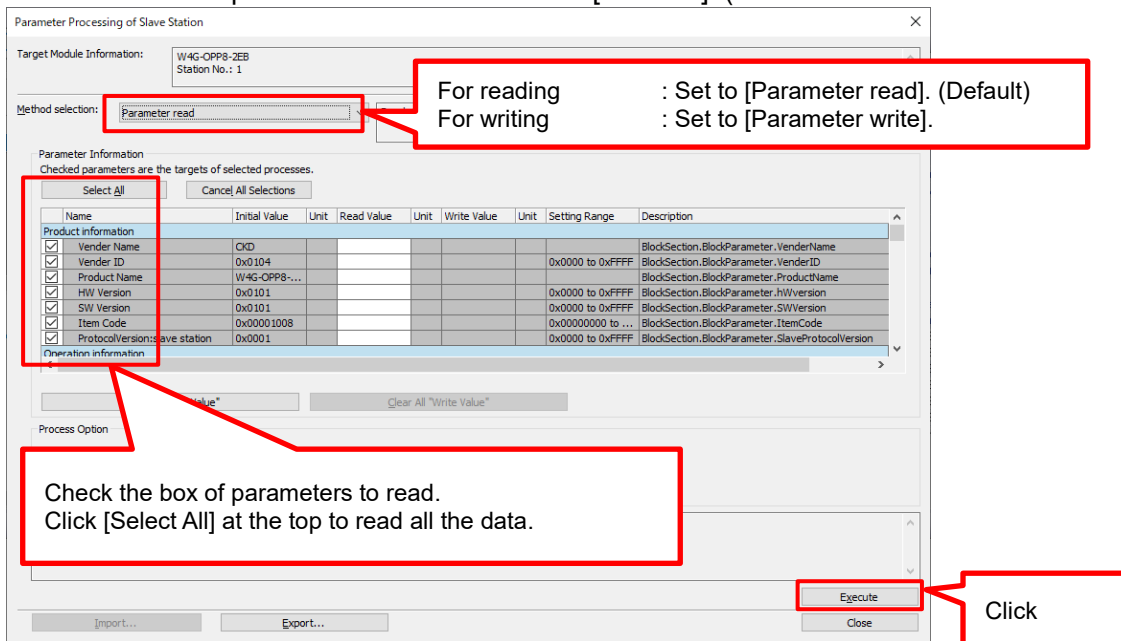 Parameter Processing of Slave Station
Target Module Information:
W4G-OPP8-2EB
Station No.: 1
For reading : Set to [Parameter read]. (Default)
For writing : Set to [Parameter write].
Method selection: Parameter read
Parameter Information
Checked parameters are the targets of selected processes.
Select All Cancel All Selections
Name Initial Value Unit Read Value Unit Write Value Unit Setting Range Description
Product information
Vender Name CKD BlockSection.BlockParameter.VenderName
Vender ID 0x0104 0x0000 to 0xFFFF BlockSection.BlockParameter.VenderID
Product Name W4G-OPP8-... BlockSection.BlockParameter.ProductName
HW Version 0x0101 0x0000 to 0xFFFF BlockSection.BlockParameter.hWversion
SW Version 0x0101 0x0000 to 0xFFFF BlockSection.BlockParameter.SWVersion
Item Code 0x00001008 0x00000000 to ... BlockSection.BlockParameter.ItemCode
ProtocolVersion:slave station 0x0001 0x0000 to 0xFFFF BlockSection.BlockParameter.SlaveProtocolVersion
Operation information
Value" Clear All "Write Value"
Process Option
Check the box of parameters to read.
Click [Select All] at the top to read all the data.
Execute
Click
Import... Export... Close